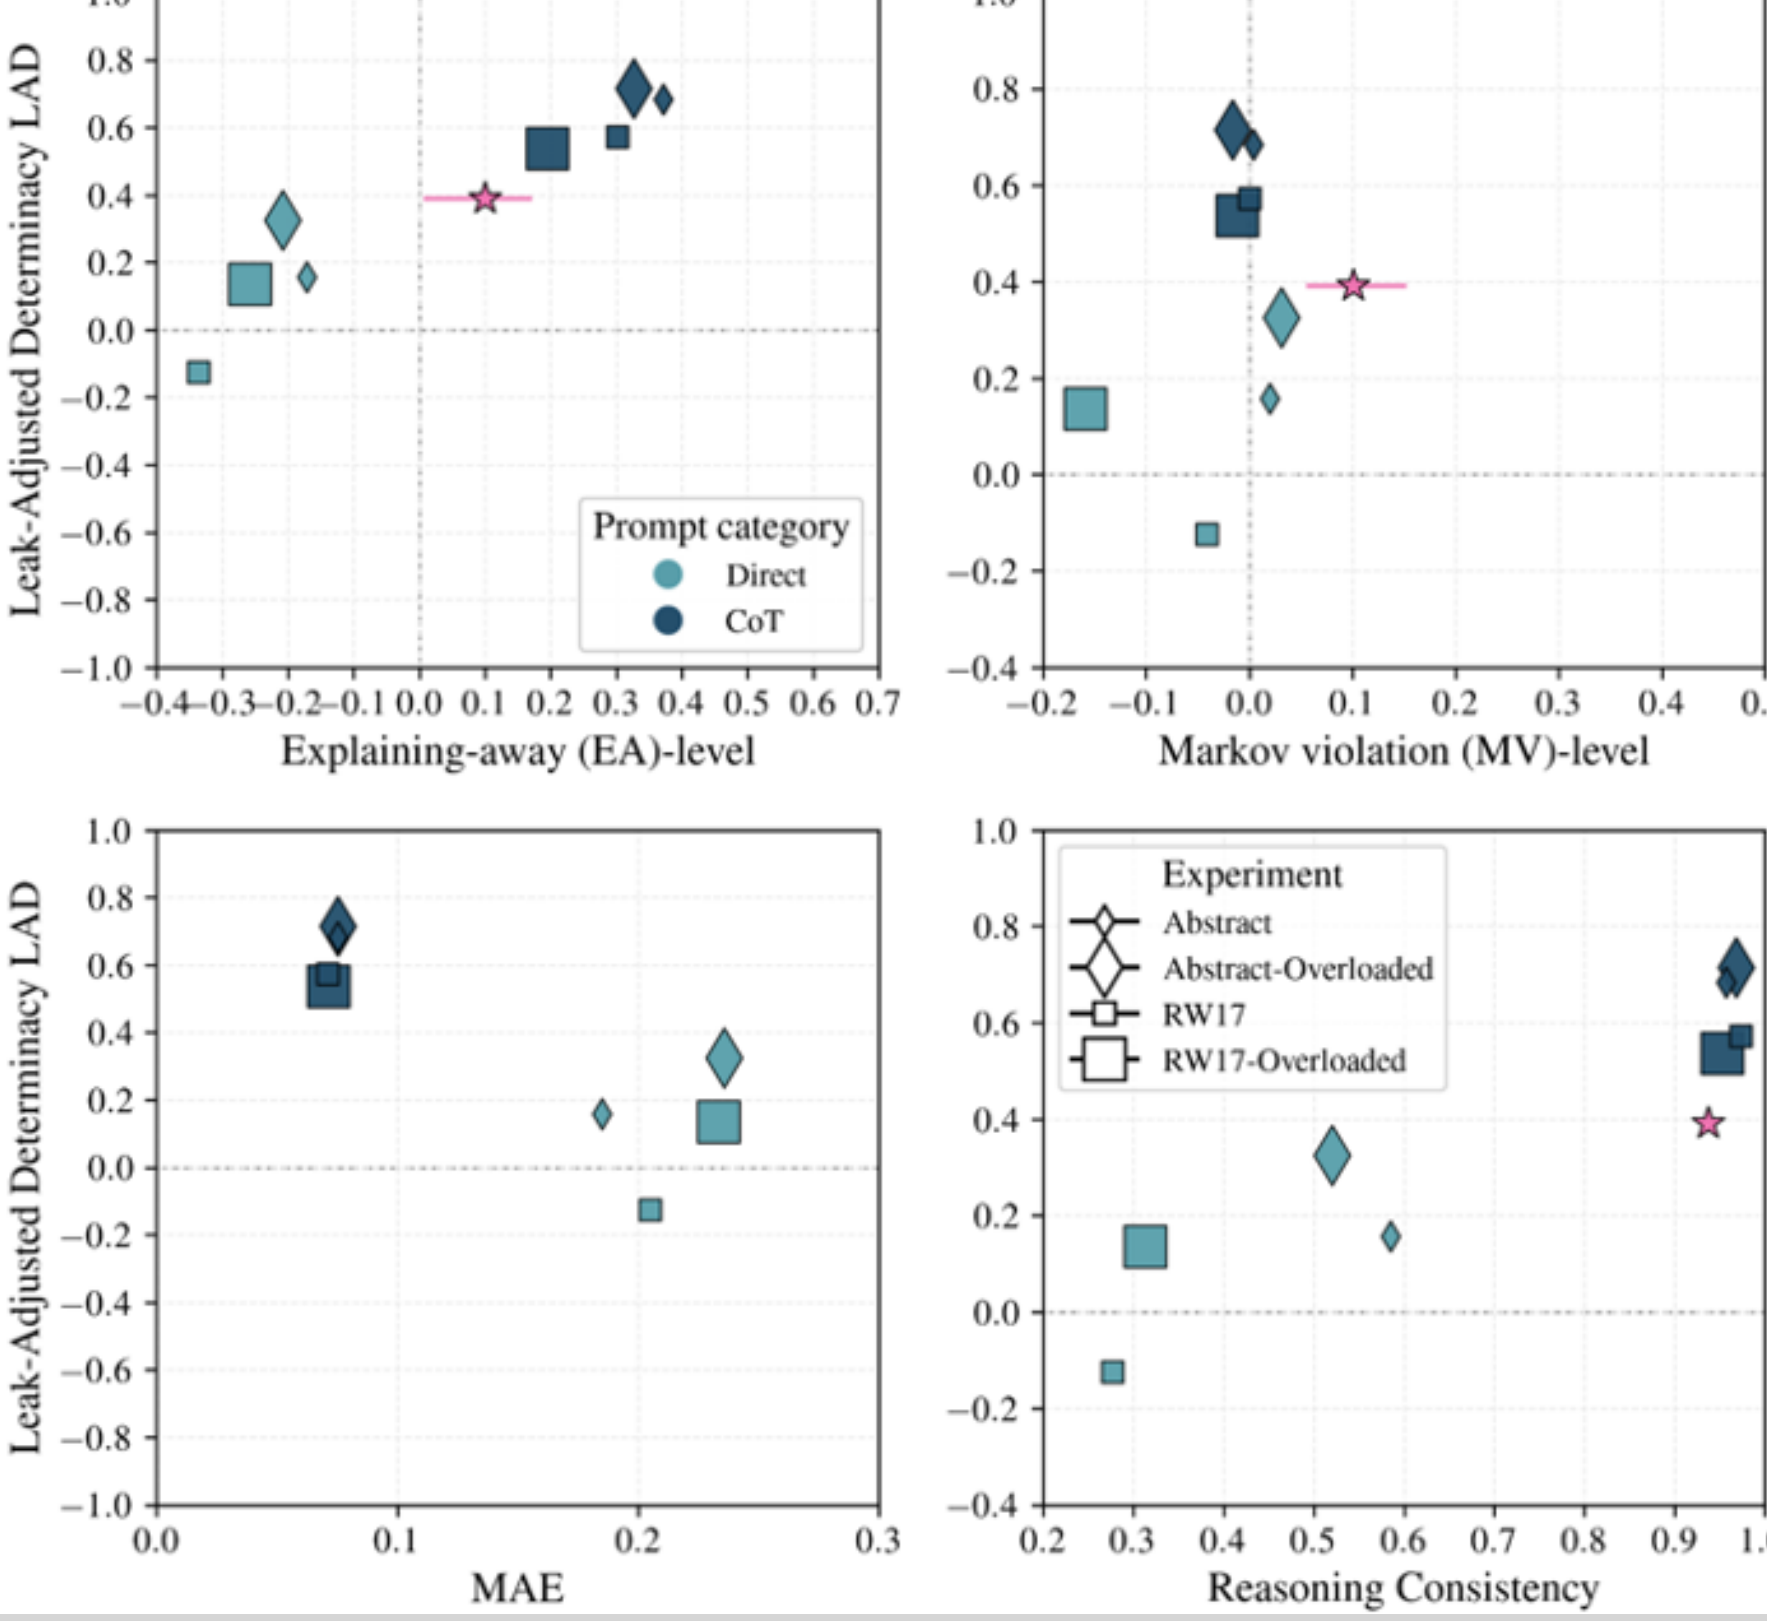 Leak-Adjusted Determinacy LAD
0.8
0.6
0.4
0.2
0.0
−0.2
−0.4
−0.6
−0.8
−1.0
Prompt category
Direct
CoT
−0.4 −0.3 −0.2 −0.1 0.0 0.1 0.2 0.3 0.4 0.5 0.6 0.7
Explaining-away (EA)-level
0.8
0.6
0.4
0.2
0.0
−0.2
−0.4
−0.2 −0.1 0.0 0.1 0.2 0.3 0.4
Markov violation (MV)-level
Leak-Adjusted Determinacy LAD
1.0
0.8
0.6
0.4
0.2
0.0
−0.2
−0.4
−0.6
−0.8
−1.0
0.0 0.1 0.2 0.3
MAE
1.0
0.8
0.6
0.4
0.2
0.0
−0.2
−0.4
Experiment
Abstract
Abstract-Overloaded
RW17
RW17-Overloaded
0.2 0.3 0.4 0.5 0.6 0.7 0.8 0.9
Reasoning Consistency